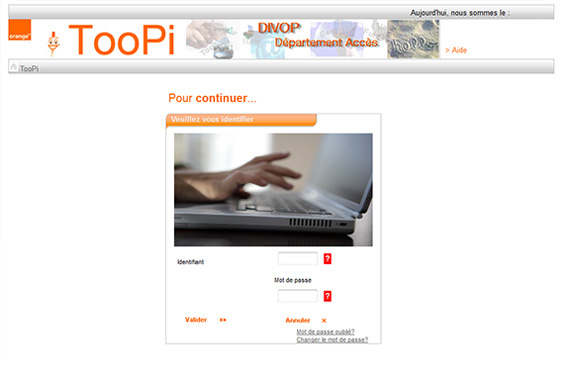 Aujourd'hui, nous sommes le :
orange™
TooPi
DIVOP
Département Accès
hello
> Aide
TooPi
Pour continuer...
Veuillez vous identifier
Identifiant
?
Mot de passe
?
Valider
Annuler
Mot de passe oublié?
Changer le mot de passe?